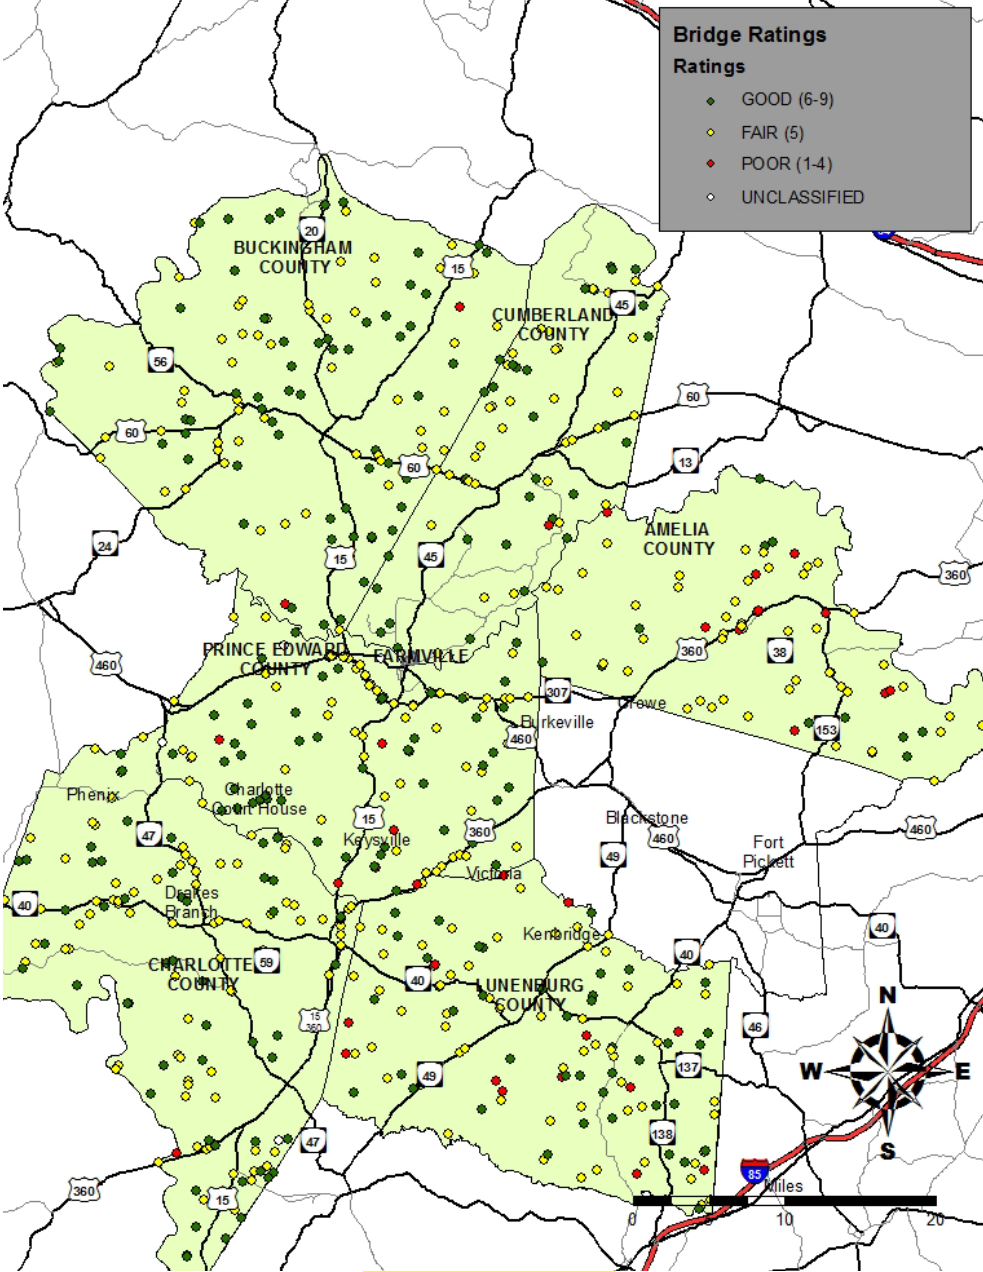 Bridge Ratings
Ratings
GOOD (6-9)
FAIR (5)
POOR (1-4)
UNCLASSIFIED
20
BUCKINGHAM
COUNTY
15
CUMBERLAND
COUNTY
45
56
60
60
60
13
24
15
45
AMELIA
COUNTY
360
460
PRINCE EDWARD
COUNTY
FARMVILLE
360
38
307
Burkeville
460
153
Phenix
Charlotte
Court House
47
15
Keysville
360
Blackstone
460
49
Fort
Pickett
460
Victoria
40
Drakes
Branch
Kenbridge
40
40
CHARLOTTE
COUNTY
59
40
LUNENBURG
COUNTY
15
360
46
N
W
E
S
49
137
47
138
360
15
85
Miles
0
10
20